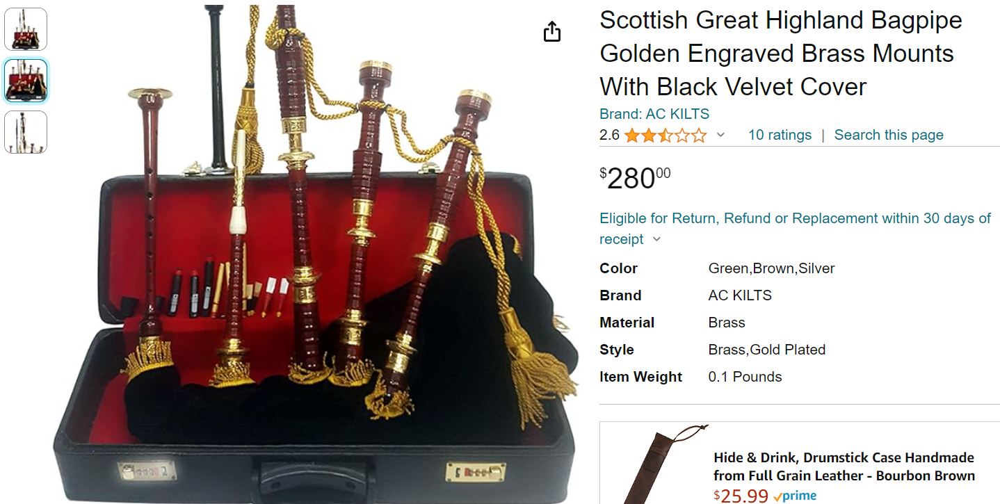 Scottish Great Highland Bagpipe
Golden Engraved Brass Mounts
With Black Velvet Cover
Brand: AC KILTS
2.6 10 ratings | Search this page
$28000
Eligible for Return, Refund or Replacement within 30 days of
receipt
Color Green,Brown,Silver
Brand AC KILTS
Material Brass
Style Brass,Gold Plated
Item Weight 0.1 Pounds
Hide & Drink, Drumstick Case Handmade
from Full Grain Leather - Bourbon Brown
$25.99 prime